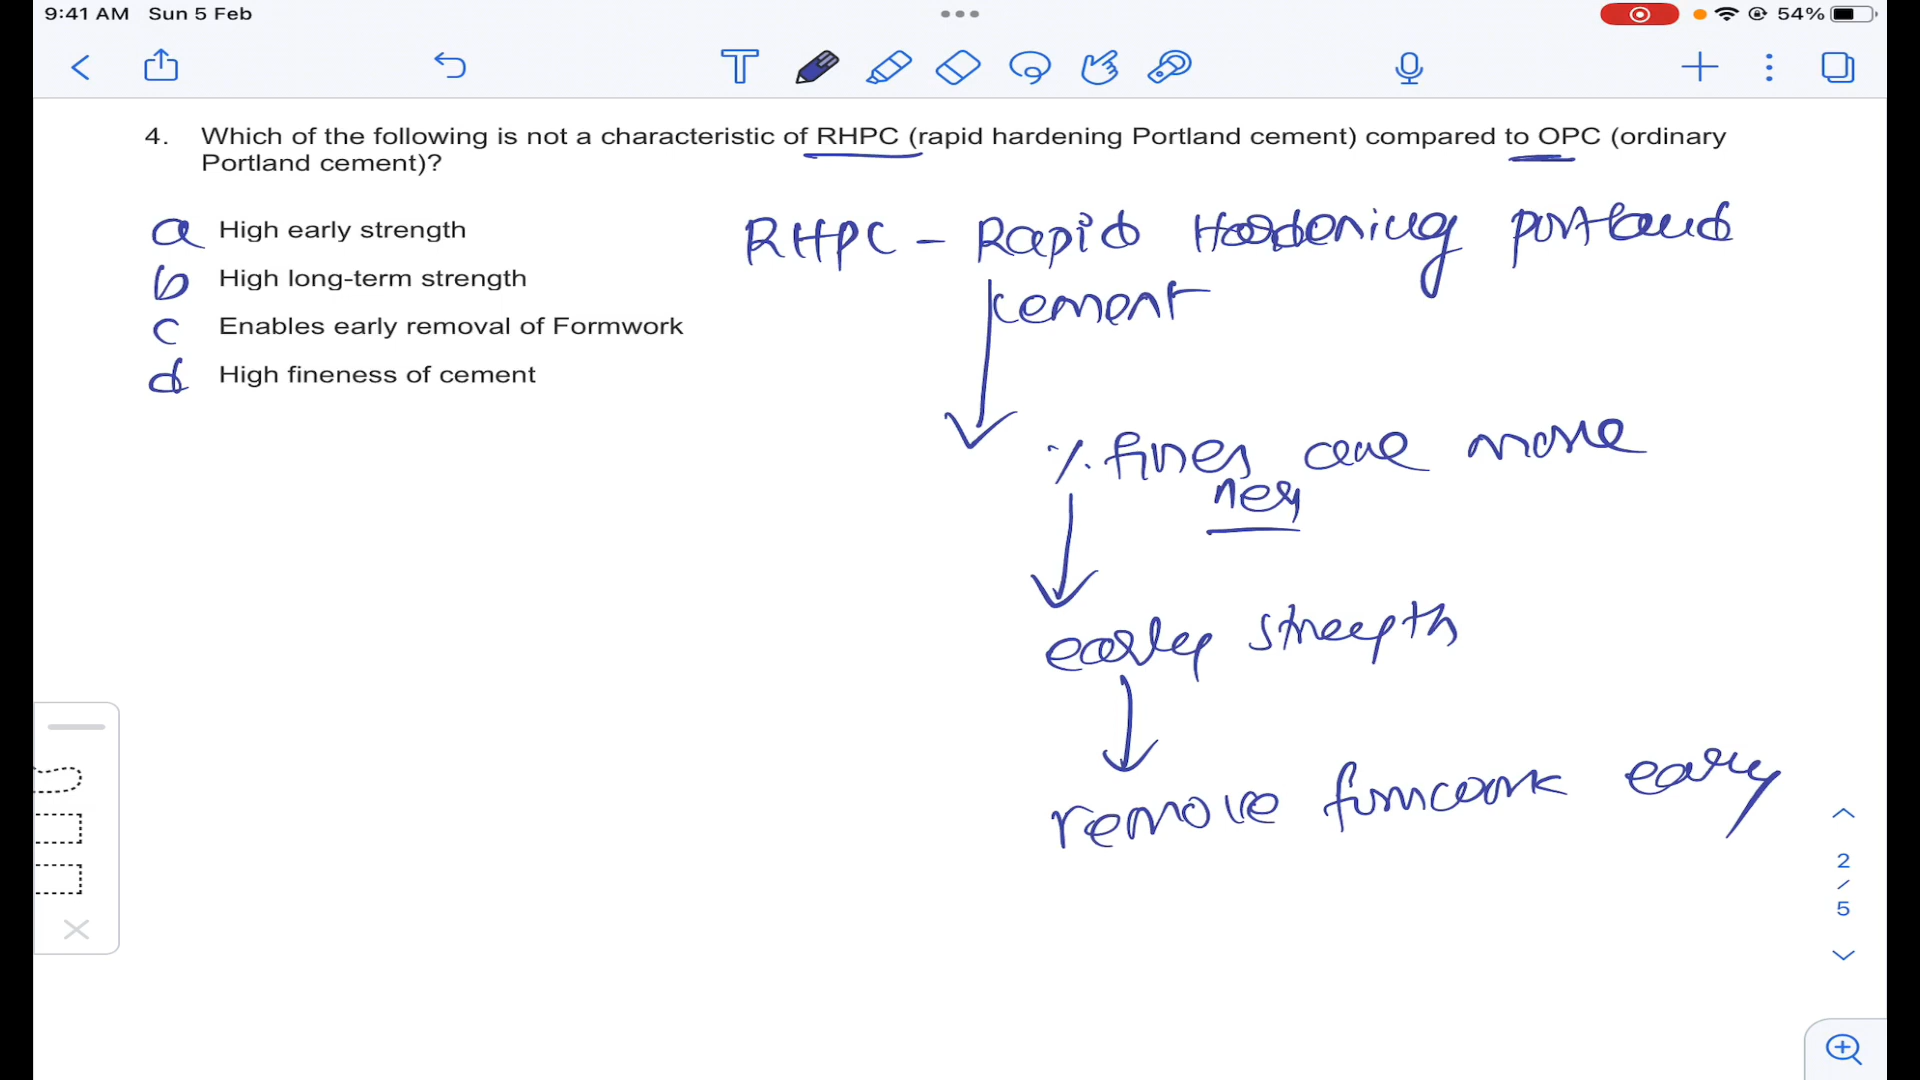 9:41 AM Sun 5 Feb
54%
4. Which of the following is not a characteristic of RHPC (rapid hardening Portland cement) compared to OPC (ordinary
Portland cement)?
a High early strength
b High long-term strength
c Enables early removal of Formwork
d High fineness of cement
RHPC - Rapid Hardening portland
cement
% fines are more
ness
early strength
remove formwork early
2
/
5